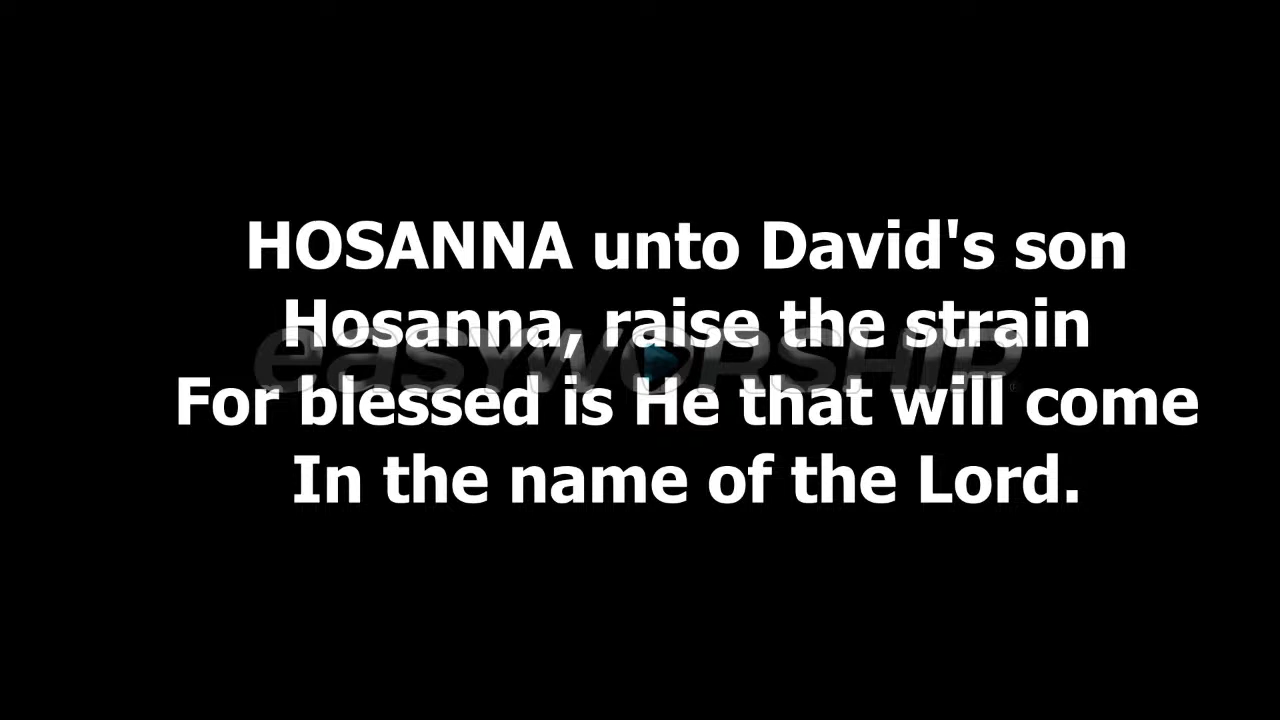 HOSANNA unto David's son
Hosanna, raise the strain
easyworship
For blessed is He that will come
In the name of the Lord.